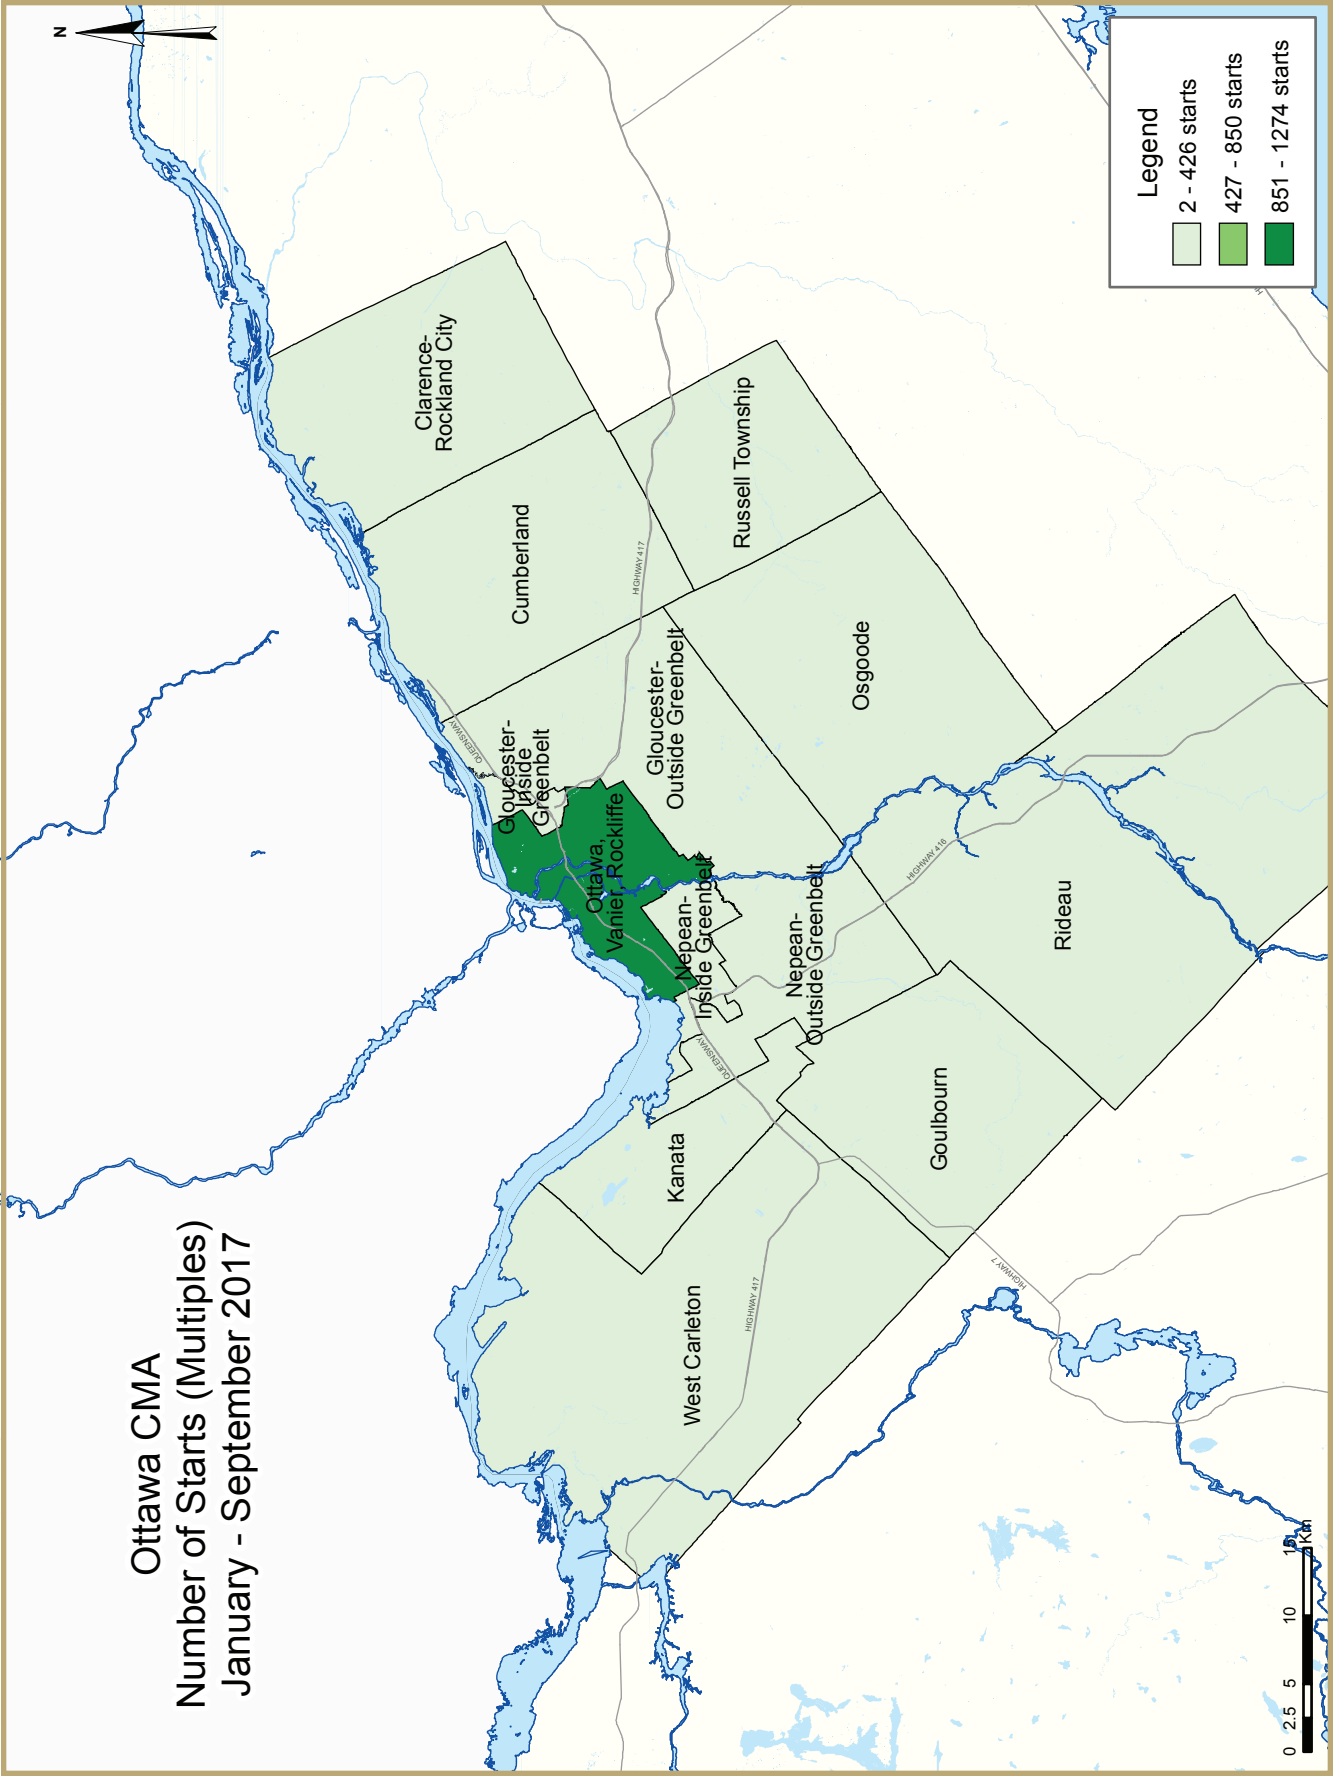 Ottawa CMA
Number of Starts (Multiples)
January - September 2017
N
Clarence-
Rockland City
Cumberland
Russell Township
HIGHWAY 417
QUEENSWAY
Gloucester-
Inside
Greenbelt
Gloucester-
Outside Greenbelt
Osgoode
Ottawa,
Vanier, Rockliffe
Nepean-
Inside Greenbelt
Nepean-
Outside Greenbelt
HIGHWAY 416
Rideau
QUEENSWAY
Kanata
Goulbourn
West Carleton
HIGHWAY 417
HIGHWAY 7
Legend
2 - 426 starts
427 - 850 starts
851 - 1274 starts
0 2.5 5 10 15
Km